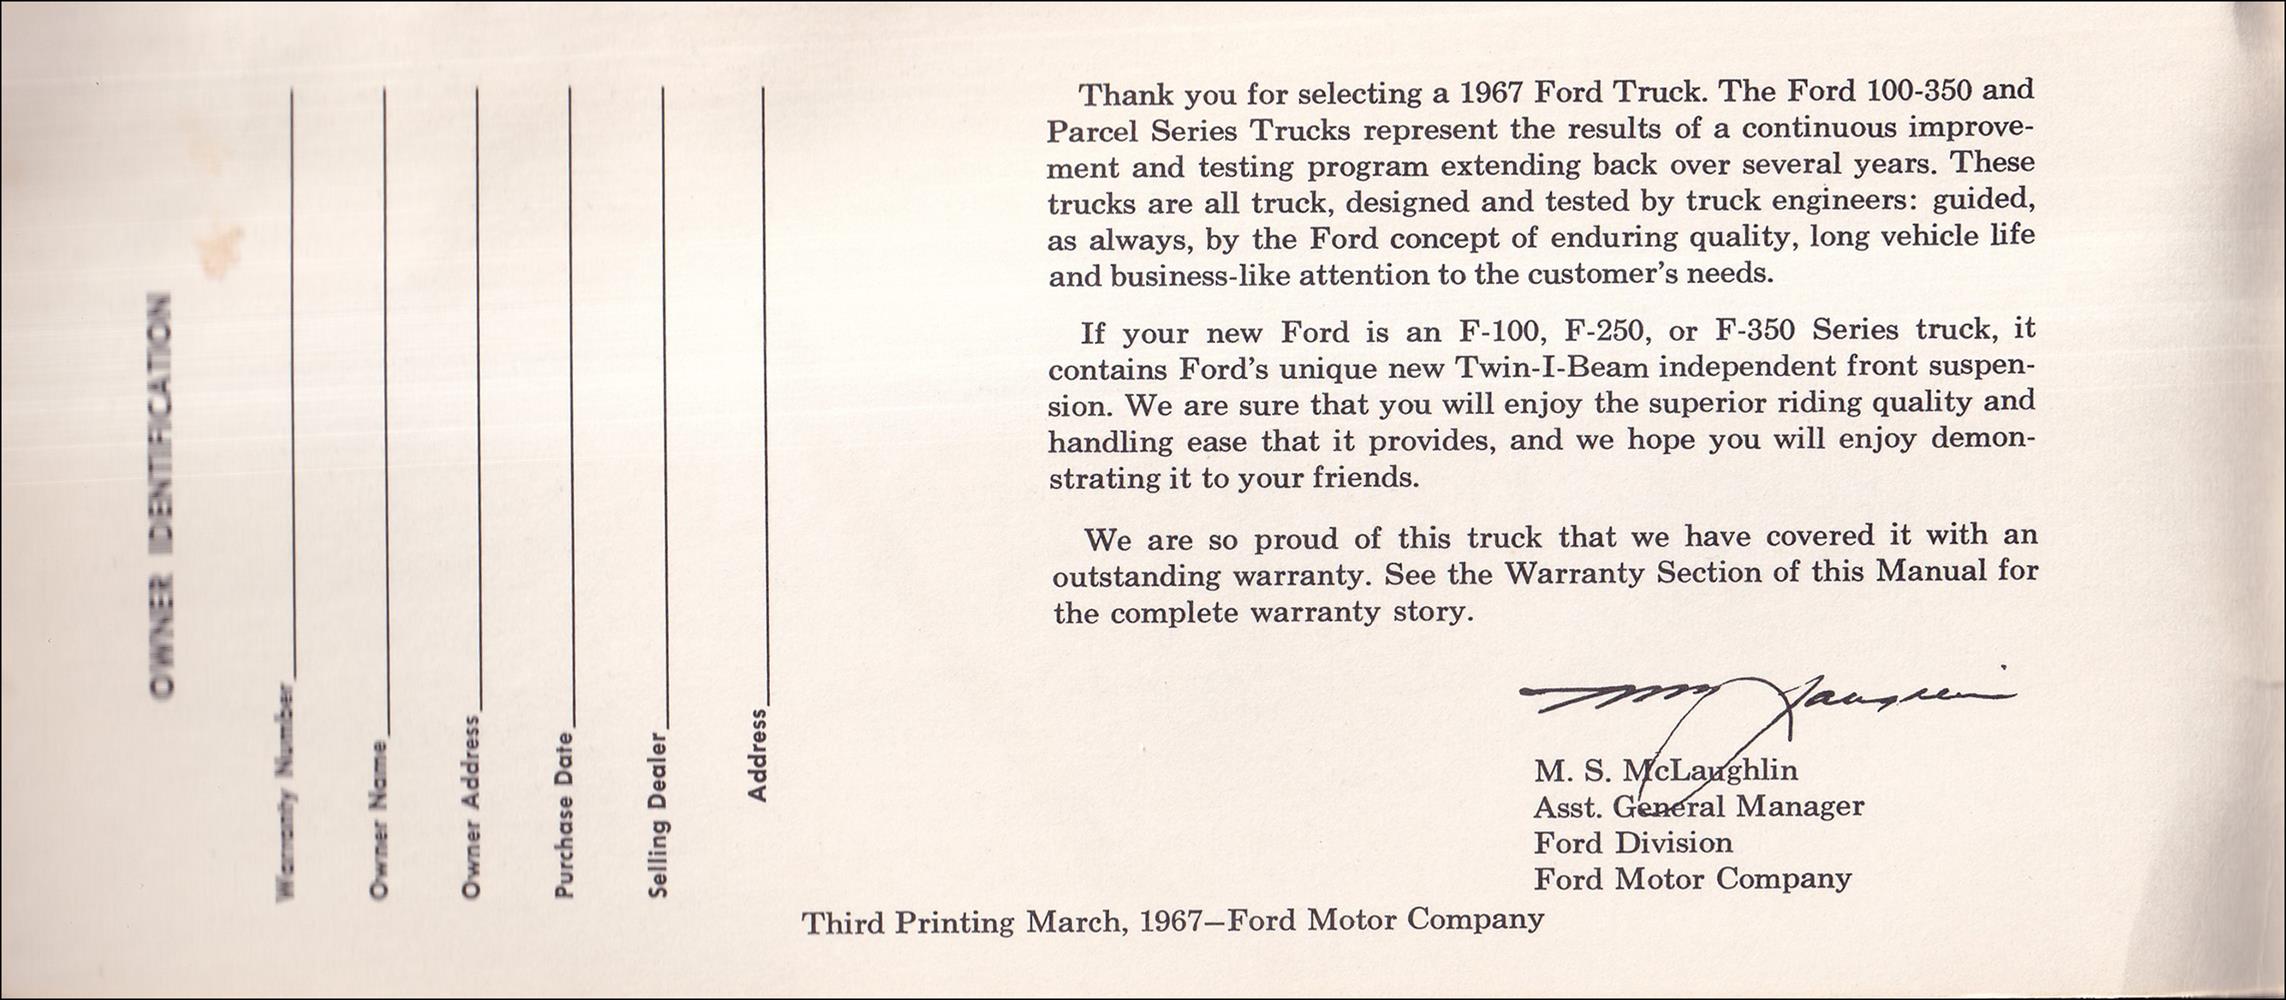 OWNER IDENTIFICATION
Warranty Number
Owner Name
Owner Address
Purchase Date
Selling Dealer
Address
Thank you for selecting a 1967 Ford Truck. The Ford 100-350 and
Parcel Series Trucks represent the results of a continuous improve-
ment and testing program extending back over several years. These
trucks are all truck, designed and tested by truck engineers: guided,
as always, by the Ford concept of enduring quality, long vehicle life
and business-like attention to the customer's needs.
If your new Ford is an F-100, F-250, or F-350 Series truck, it
contains Ford's unique new Twin-I-Beam independent front suspen-
sion. We are sure that you will enjoy the superior riding quality and
handling ease that it provides, and we hope you will enjoy demon-
strating it to your friends.
We are so proud of this truck that we have covered it with an
outstanding warranty. See the Warranty Section of this Manual for
the complete warranty story.
M. S. McLaughlin
Asst. General Manager
Ford Division
Ford Motor Company
Third Printing March, 1967—Ford Motor Company